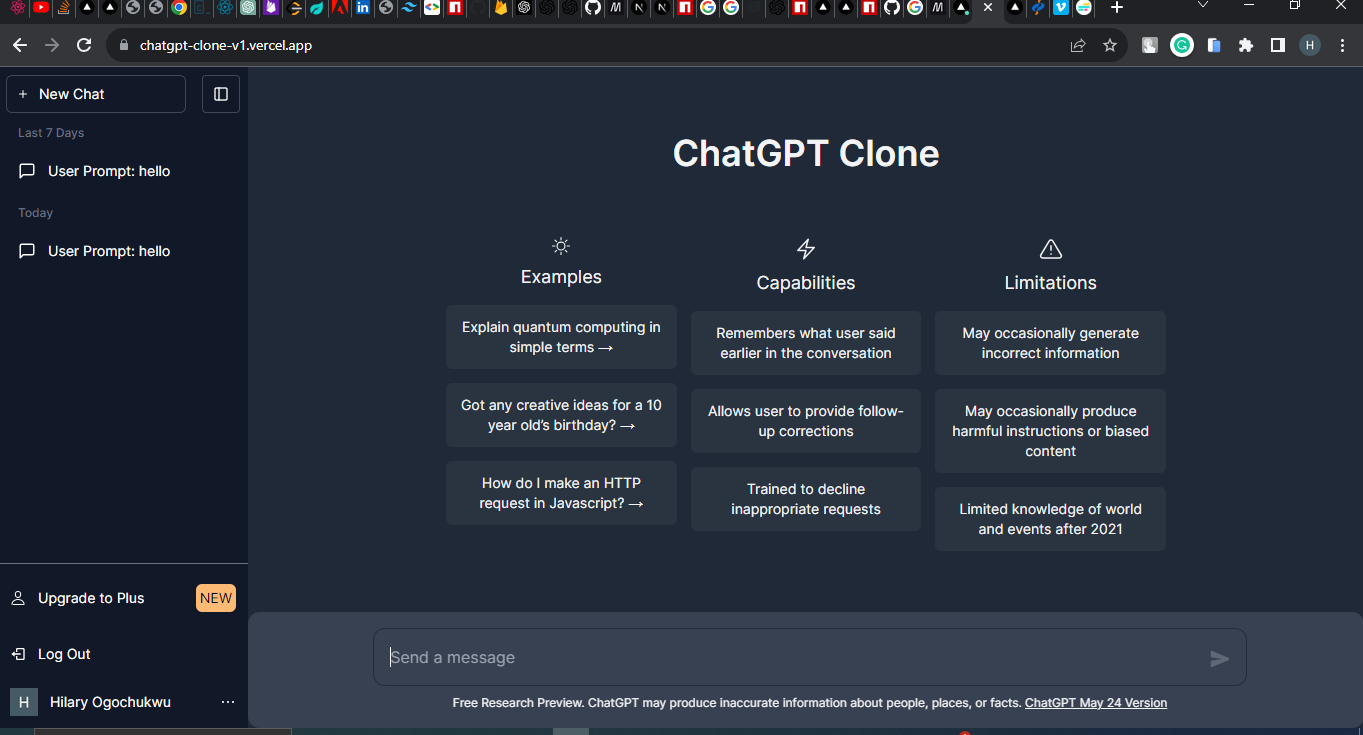 chatgpt-clone-v1.vercel.app
H
+ New Chat
Last 7 Days
User Prompt: hello
Today
User Prompt: hello
Upgrade to Plus NEW
Log Out
H Hilary Ogochukwu ...
ChatGPT Clone
Examples
Explain quantum computing in
simple terms →
Got any creative ideas for a 10
year old’s birthday? →
How do I make an HTTP
request in Javascript? →
Capabilities
Remembers what user said
earlier in the conversation
Allows user to provide follow-
up corrections
Trained to decline
inappropriate requests
Limitations
May occasionally generate
incorrect information
May occasionally produce
harmful instructions or biased
content
Limited knowledge of world
and events after 2021
Send a message
Free Research Preview. ChatGPT may produce inaccurate information about people, places, or facts. ChatGPT May 24 Version